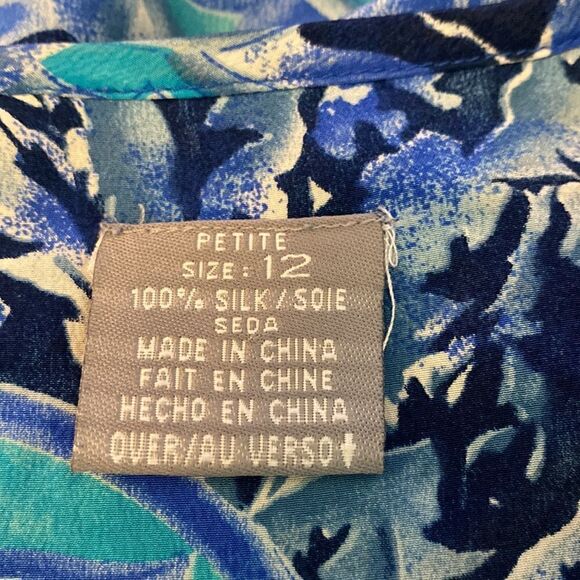 PETITE
SIZE: 12
100% SILK/SOIE
SEDA
MADE IN CHINA
FAIT EN CHINE
HECHO EN CHINA
OVER/AU VERSO